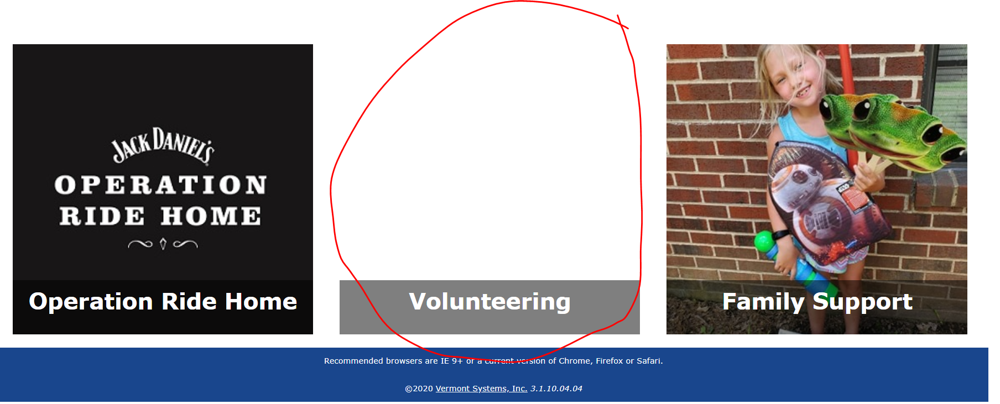 JACK DANIEL'S
OPERATION
RIDE HOME
Operation Ride Home
Volunteering
Family Support
Recommended browsers are IE 9+ or a current version of Chrome, Firefox or Safari.
©2020 Vermont Systems, Inc. 3.1.10.04.04